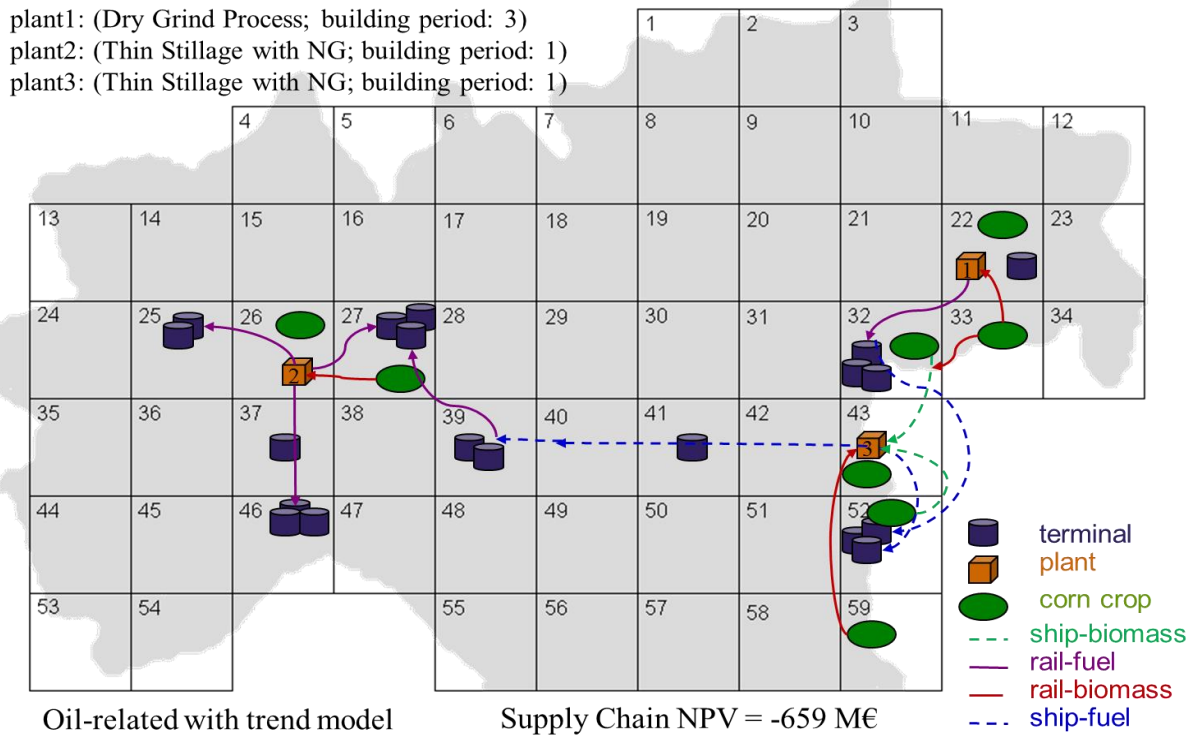 plant1: (Dry Grind Process; building period: 3)
plant2: (Thin Stillage with NG; building period: 1)
plant3: (Thin Stillage with NG; building period: 1)
1 2 3
4 5 6 7 8 9 10 11 12
13 14 15 16 17 18 19 20 21 22 23
1
24 25 26 27 28 29 30 31 32 33 34
2
35 36 37 38 39 40 41 42 43
3
44 45 46 47 48 49 50 51 52
53 54 55 56 57 58 59
terminal
plant
corn crop
ship-biomass
rail-fuel
rail-biomass
ship-fuel
Oil-related with trend model
Supply Chain NPV = -659 M€